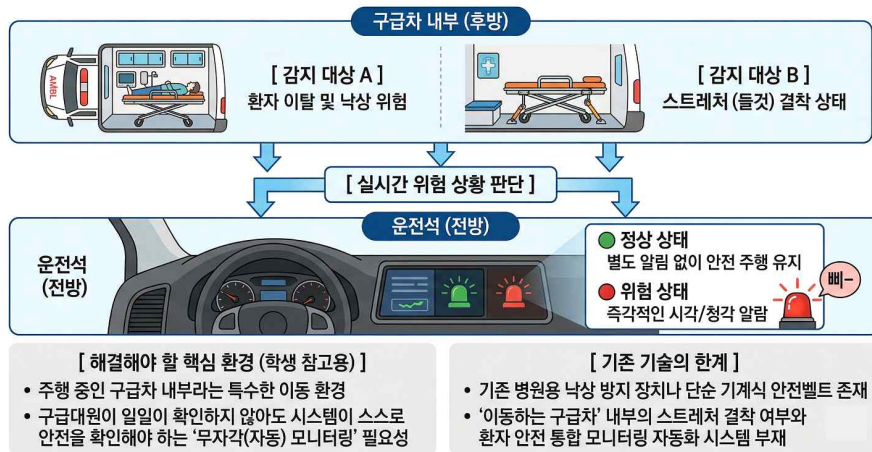 구급차 내부 (후방)
AMBL
[ 감지 대상 A ]
환자 이탈 및 낙상 위험
[ 감지 대상 B ]
스트레처 (들것) 결착 상태
[ 실시간 위험 상황 판단 ]
운전석 (전방)
운전석
(전방)
정상 상태
별도 알림 없이 안전 주행 유지
위험 상태
즉각적인 시각/청각 알람
삐-
[ 해결해야 할 핵심 환경 (학생 참고용) ]
• 주행 중인 구급차 내부라는 특수한 이동 환경
• 구급대원이 일일이 확인하지 않아도 시스템이 스스로
안전을 확인해야 하는 '무자각(자동) 모니터링' 필요성
[ 기존 기술의 한계 ]
• 기존 병원용 낙상 방지 장치나 단순 기계식 안전벨트 존재
• '이동하는 구급차' 내부의 스트레처 결착 여부와
환자 안전 통합 모니터링 자동화 시스템 부재